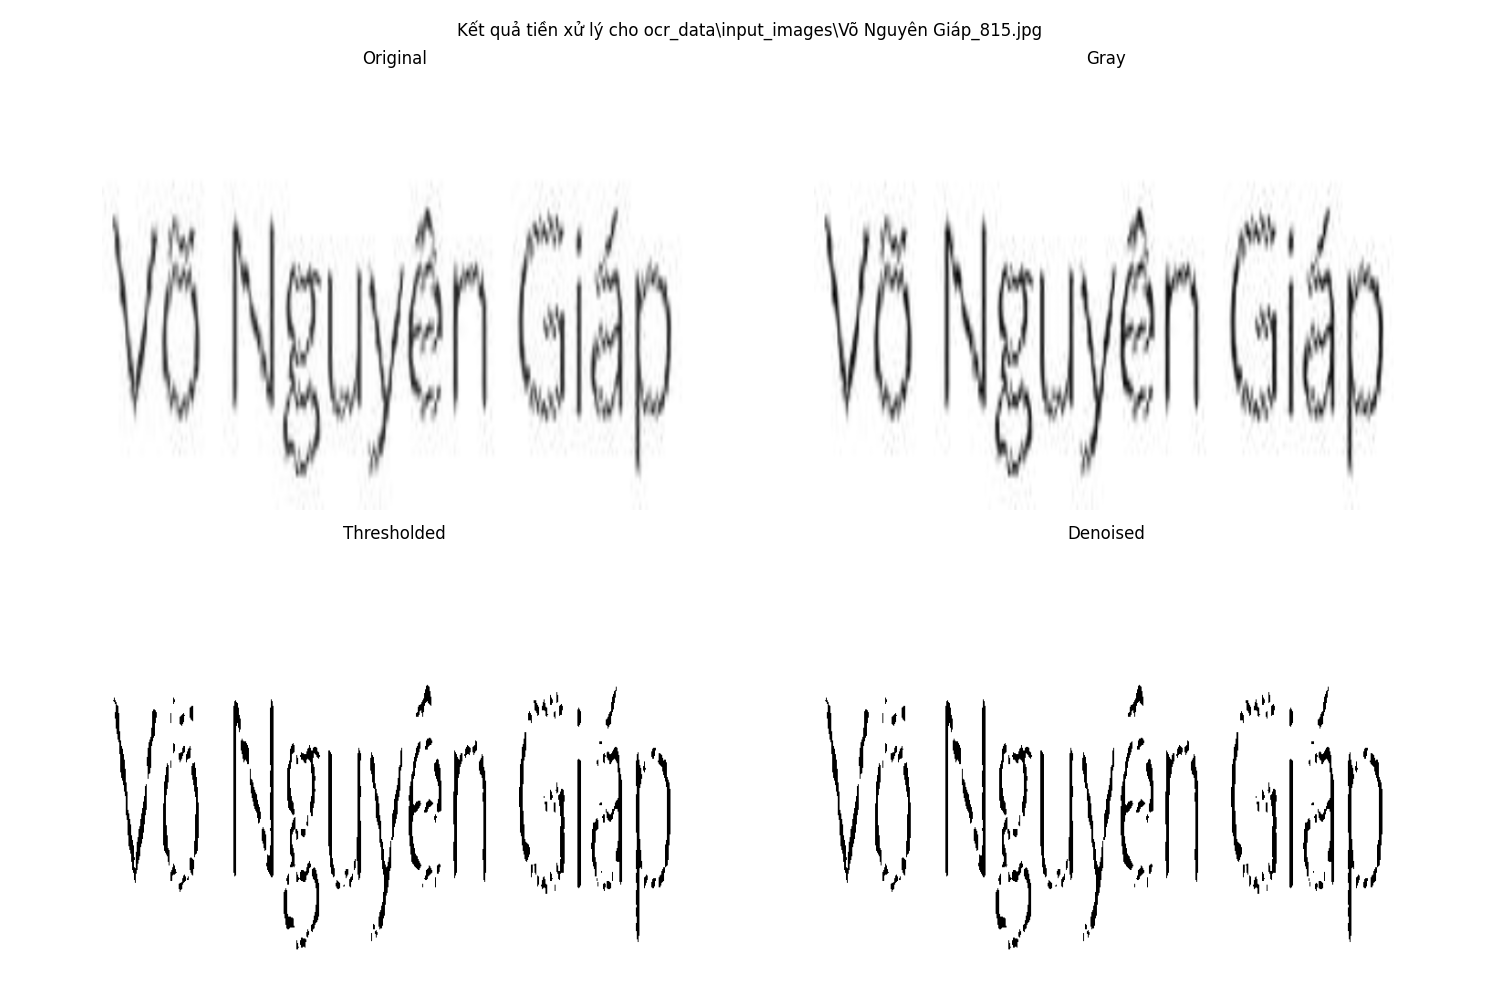 Kết quả tiền xử lý cho ocr_data\input_images\Võ Nguyên Giáp_815.jpg
Original
Gray
Võ Nguyên Giáp
Võ Nguyên Giáp
Thresholded
Denoised
Võ Nguyên Giáp
Võ Nguyên Giáp